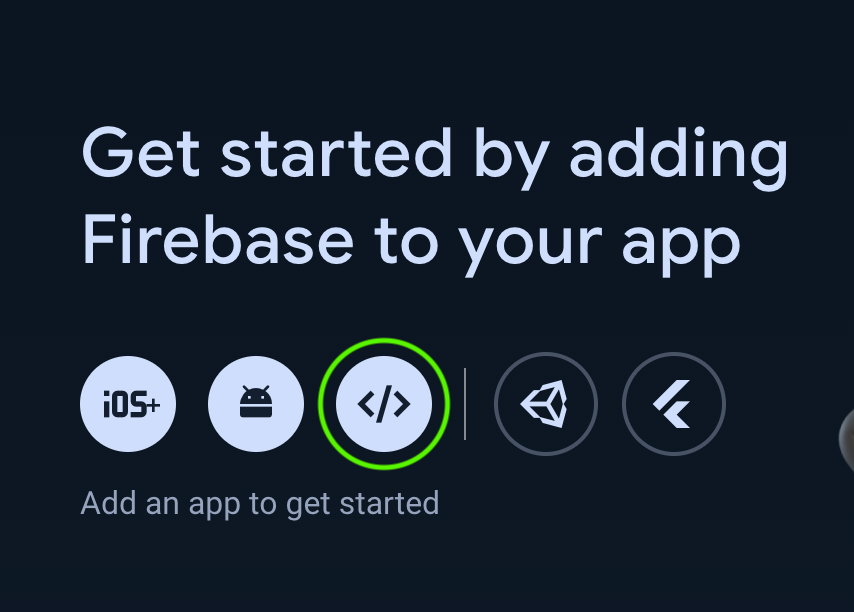 Get started by adding
Firebase to your app
iOS+
</>
Add an app to get started